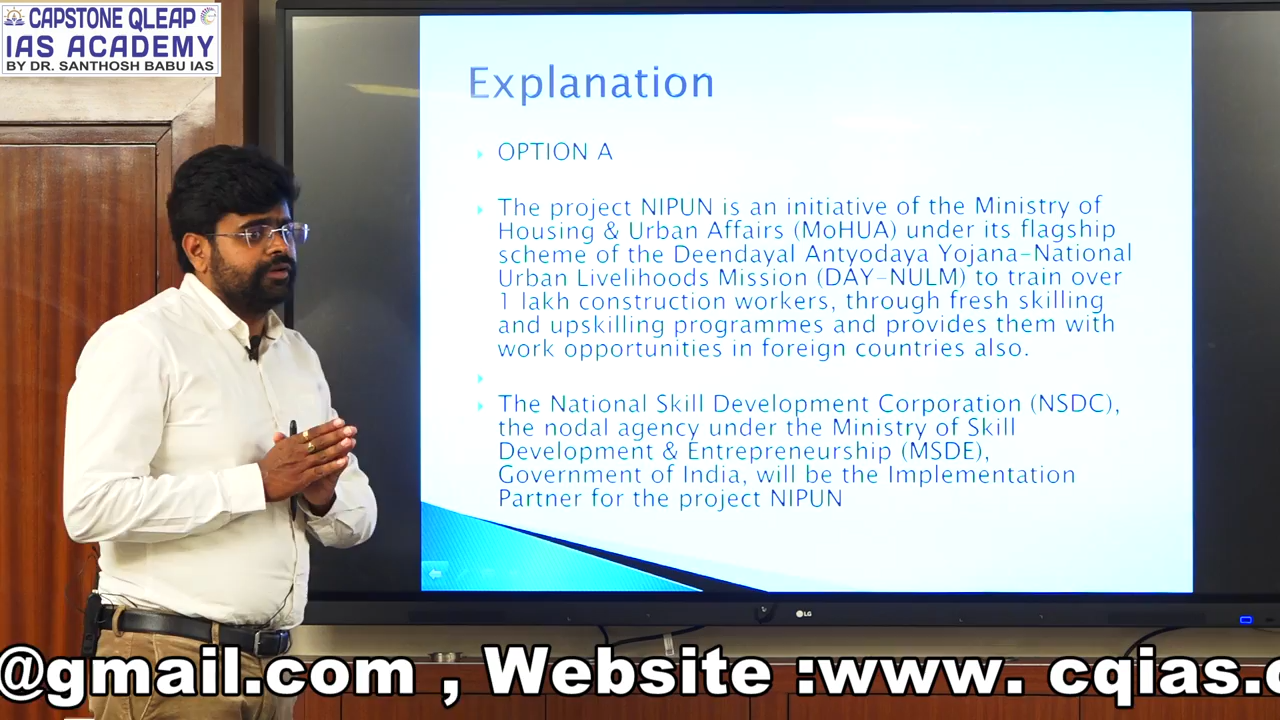 CAPSTONE QLEAP
IAS ACADEMY
BY DR. SANTHOSH BABU IAS
Explanation
OPTION A
The project NIPUN is an initiative of the Ministry of
Housing & Urban Affairs (MoHUA) under its flagship
scheme of the Deendayal Antyodaya Yojana-National
Urban Livelihoods Mission (DAY-NULM) to train over
1 lakh construction workers, through fresh skilling
and upskilling programmes and provides them with
work opportunities in foreign countries also.
The National Skill Development Corporation (NSDC),
the nodal agency under the Ministry of Skill
Development & Entrepreneurship (MSDE),
Government of India, will be the Implementation
Partner for the project NIPUN
LG
@gmail.com , Website :www. cqias.